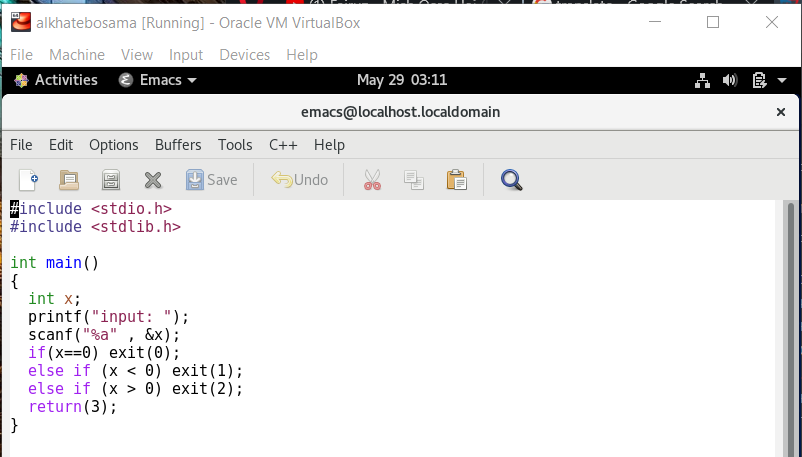 alkhatebosama [Running] - Oracle VM VirtualBox
File Machine View Input Devices Help
Activities Emacs May 29 03:11
emacs@localhost.localdomain
File Edit Options Buffers Tools C++ Help
Save Undo
#include <stdio.h>
#include <stdlib.h>
int main()
{
int x;
printf("input: ");
scanf("%a" , &x);
if(x==0) exit(0);
else if (x < 0) exit(1);
else if (x > 0) exit(2);
return(3);
}